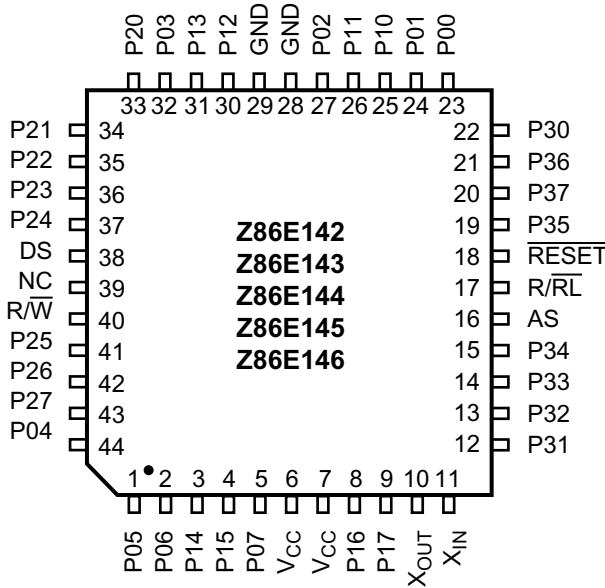 P20 P03 P13 P12 GND GND P02 P11 P10 P01 P00
33 32 31 30 29 28 27 26 25 24 23
P21 34 22 P30
P22 35 21 P36
P23 36 20 P37
P24 37 19 P35
DS 38 18 R̅E̅S̅E̅T̅
NC 39 17 R/R̅L̅
R/W̅ 40 16 AS
P25 41 15 P34
P26 42 14 P33
P27 43 13 P32
P04 44 12 P31
Z86E142
Z86E143
Z86E144
Z86E145
Z86E146
1 2 3 4 5 6 7 8 9 10 11
P05 P06 P14 P15 P07 VCC VCC P16 P17 XOUT XIN